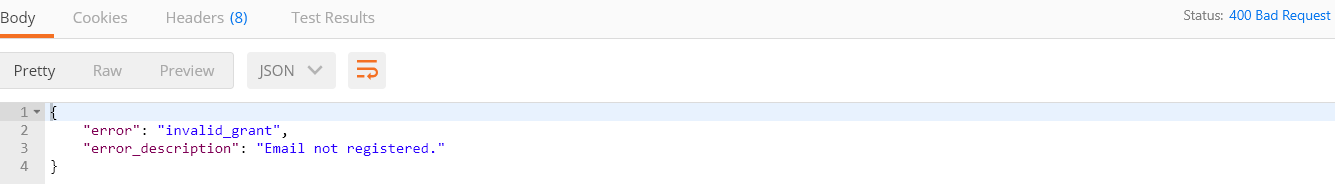 Body Cookies Headers (8) Test Results Status: 400 Bad Request
Pretty Raw Preview JSON
1 {
2 "error": "invalid_grant",
3 "error_description": "Email not registered."
4 }